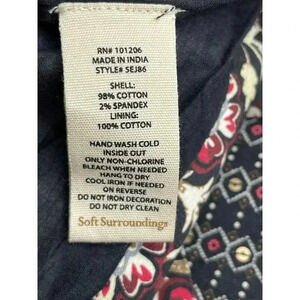 RN# 101206
MADE IN INDIA
STYLE# SEJ86
SHELL:
98% COTTON
2% SPANDEX
LINING:
100% COTTON
HAND WASH COLD
INSIDE OUT
ONLY NON-CHLORINE
BLEACH WHEN NEEDED
HANG TO DRY
COOL IRON IF NEEDED
ON REVERSE
DO NOT IRON DECORATION
DO NOT DRY CLEAN
Soft Surroundings